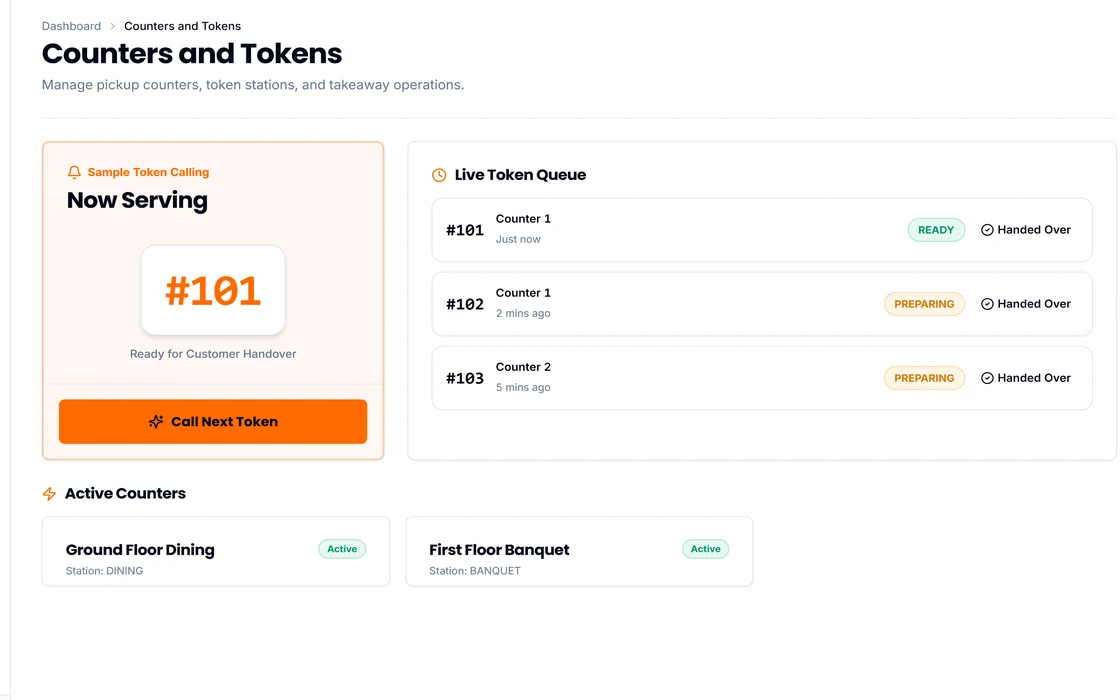 Dashboard > Counters and Tokens
Counters and Tokens
Manage pickup counters, token stations, and takeaway operations.
Sample Token Calling
Now Serving
#101
Ready for Customer Handover
Call Next Token
Live Token Queue
#101
Counter 1
Just now
READY
Handed Over
#102
Counter 1
2 mins ago
PREPARING
Handed Over
#103
Counter 2
5 mins ago
PREPARING
Handed Over
Active Counters
Ground Floor Dining
Active
Station: DINING
First Floor Banquet
Active
Station: BANQUET